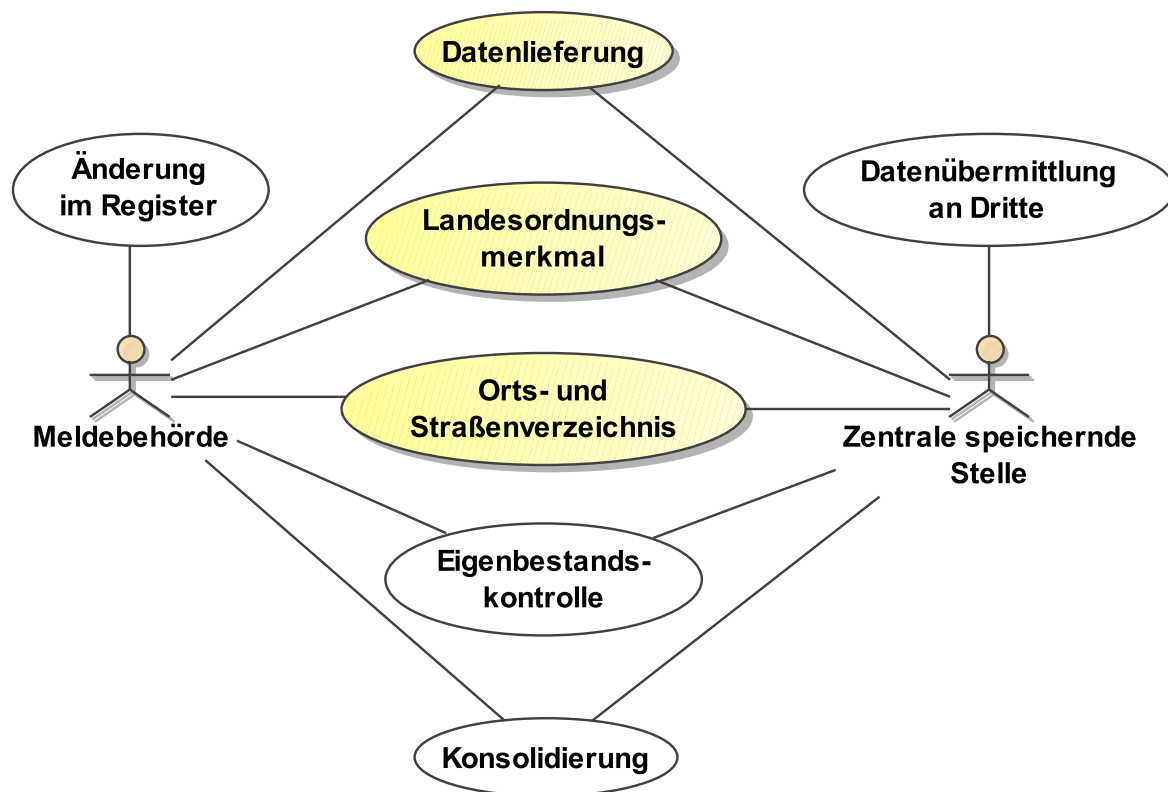 Datenlieferung
Änderung
im Register
Datenübermittlung
an Dritte
Landesordnungs-
merkmal
Orts- und
Straßenverzeichnis
Meldebehörde
Zentrale speichernde
Stelle
Eigenbestands-
kontrolle
Konsolidierung